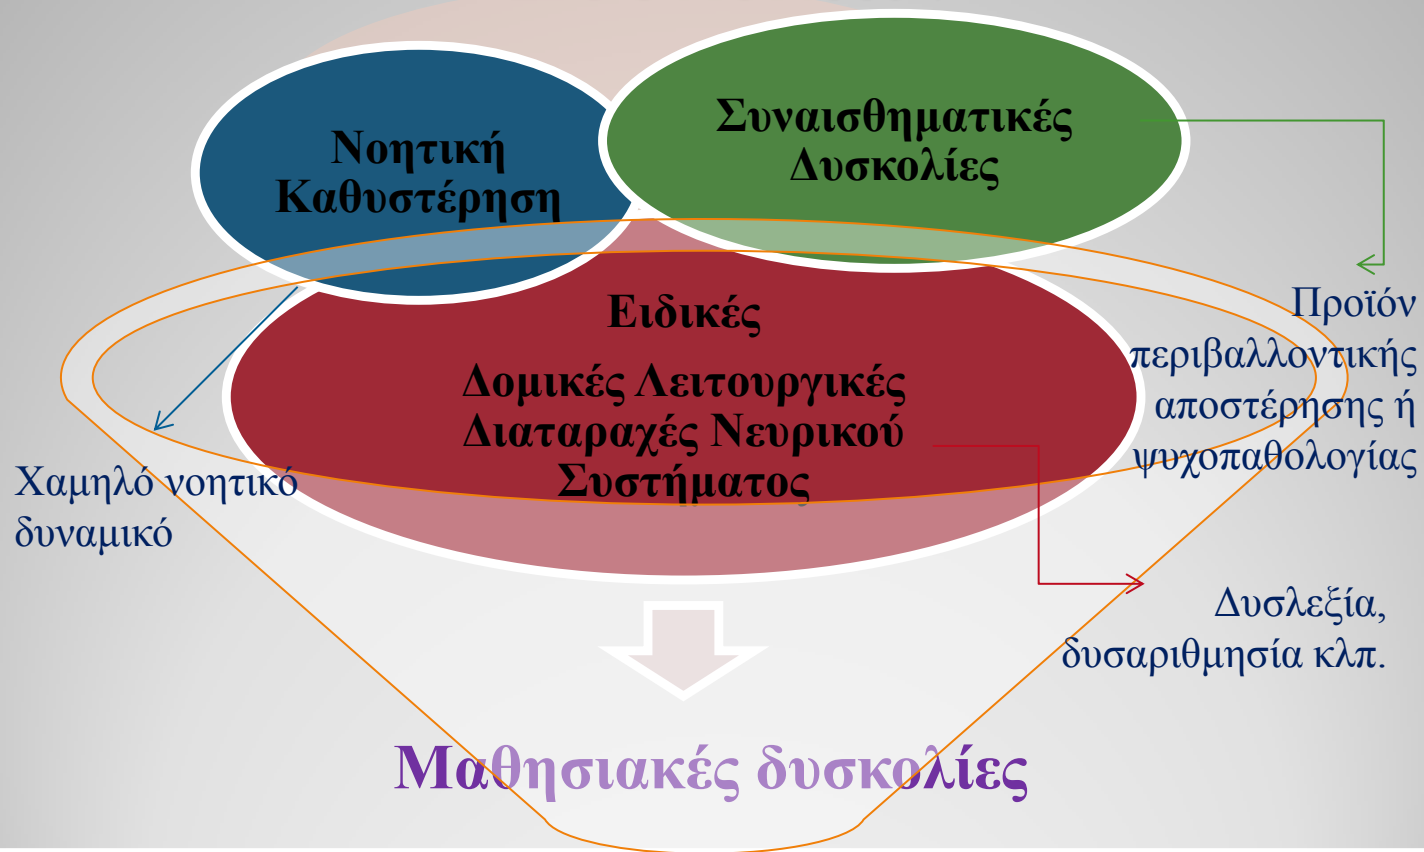 Νοητική
Καθυστέρηση
Συναισθηματικές
Δυσκολίες
Ειδικές
Δομικές Λειτουργικές
Διαταραχές Νευρικού
Συστήματος
Προϊόν
περιβαλλοντικής
αποστέρησης ή
ψυχοπαθολογίας
Χαμηλό νοητικό
δυναμικό
Δυσλεξία,
δυσαριθμησία κλπ.
Μαθησιακές δυσκολίες